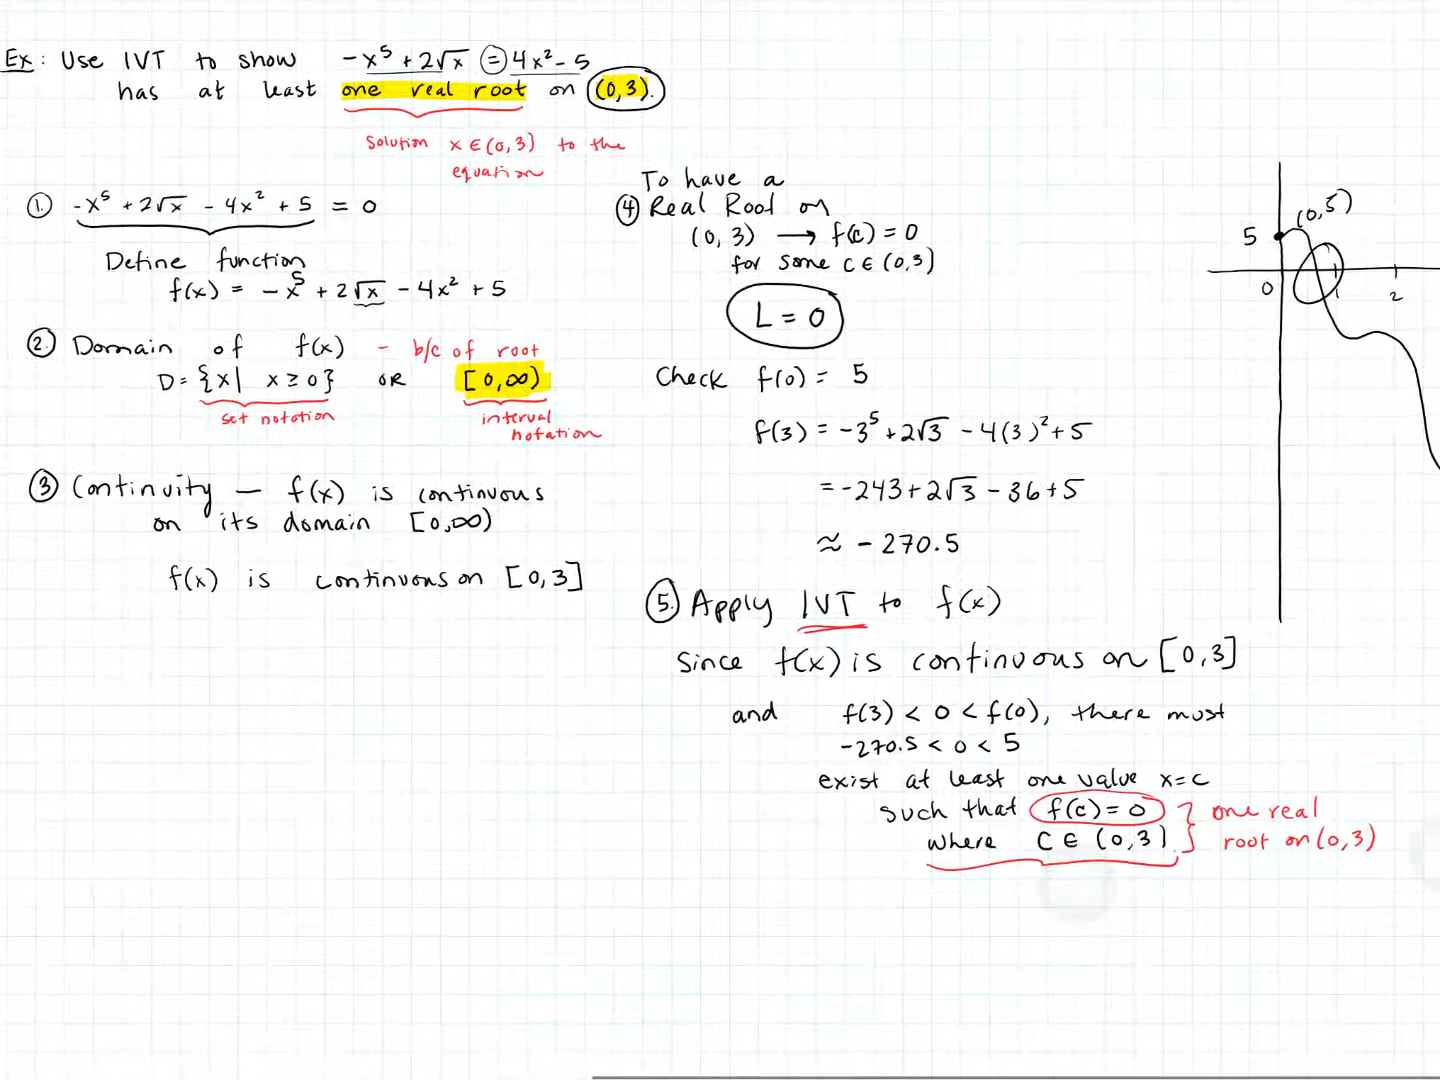 Ex: Use IVT to show -x⁵ + 2√x = 4x² - 5
has at least one real root on (0,3).
Solution x ∈ (0,3) to the
equation
① -x⁵ + 2√x - 4x² + 5 = 0
Define function
f(x) = -x⁵ + 2√x - 4x² + 5
② Domain of f(x) - b/c of root
D = {x| x ≥ 0} OR [0,∞)
set notation
interval
notation
③ Continuity — f(x) is continuous
on its domain [0,∞)
f(x) is continuous on [0,3]
To have a
④ Real Root on
(0,3) → f(c) = 0
for some c ∈ (0,3)
L = 0
Check f(0) = 5
f(3) = -3⁵ + 2√3 - 4(3)² + 5
= -243 + 2√3 - 36 + 5
≈ -270.5
⑤ Apply IVT to f(x)
Since f(x) is continuous on [0,3]
and f(3) < 0 < f(0), there must
-270.5 < 0 < 5
exist at least one value x=c
such that f(c) = 0 } one real
where c ∈ (0,3). root on (0,3)
(0,5)
5
0 1 2